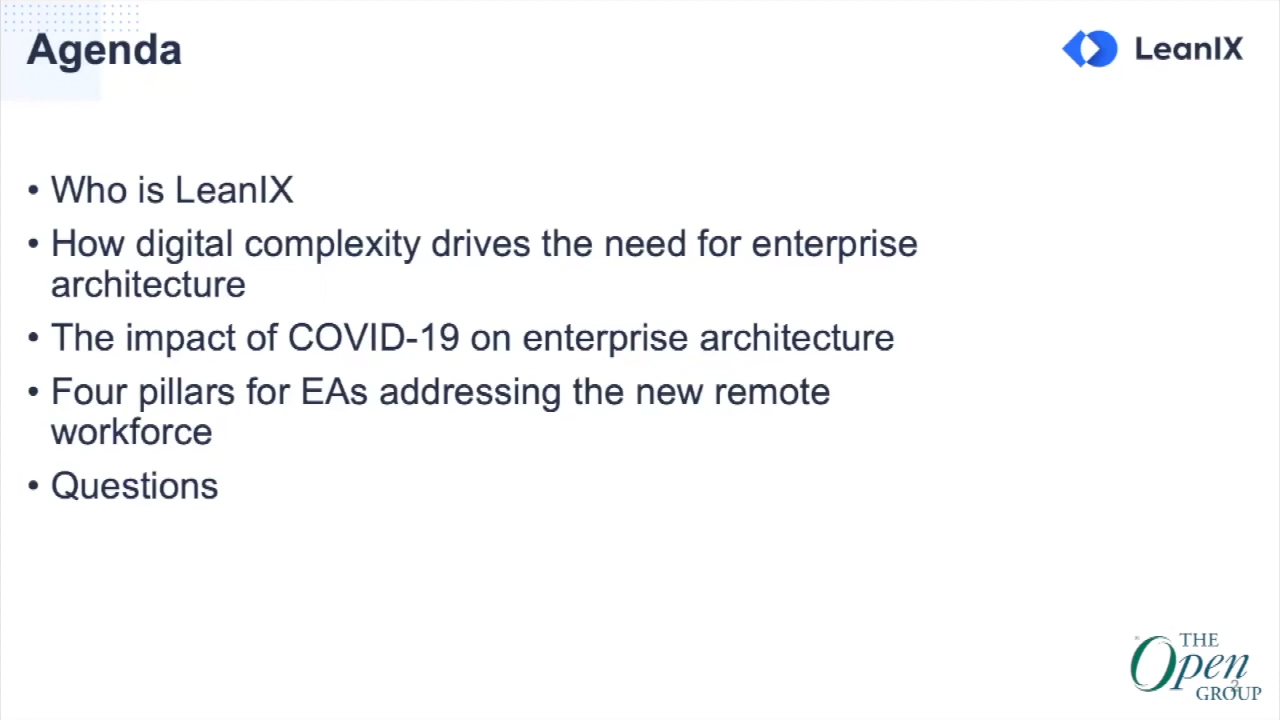 Agenda
LeanIX
• Who is LeanIX
• How digital complexity drives the need for enterprise
architecture
• The impact of COVID-19 on enterprise architecture
• Four pillars for EAs addressing the new remote
workforce
• Questions
THE
Open
2
GROUP